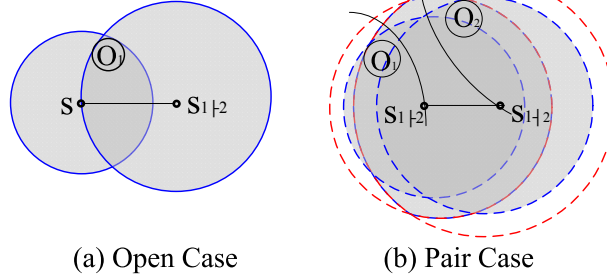 O₁
S
S₁|-₂
(a) Open Case
O₂
O₁
S₁|-₂
S₁|-₂
(b) Pair Case